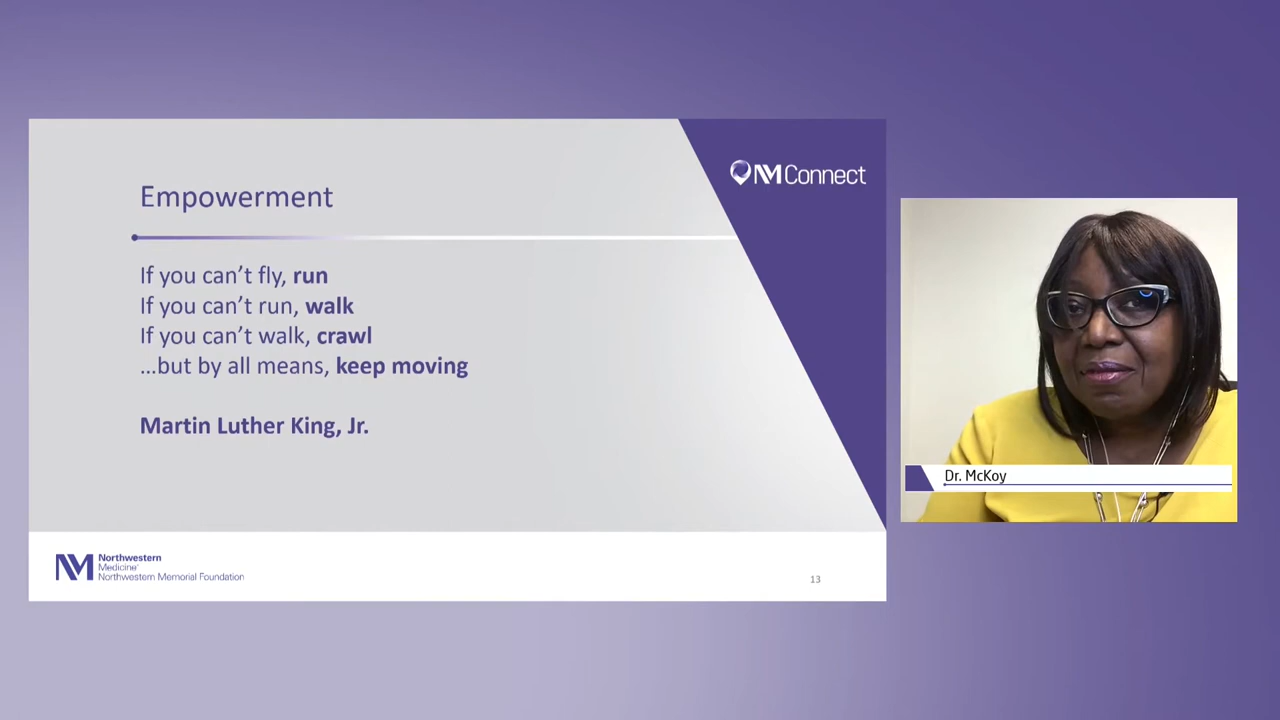 NM Connect
Empowerment
If you can’t fly, run
If you can’t run, walk
If you can’t walk, crawl
…but by all means, keep moving
Martin Luther King, Jr.
Dr. McKoy
NM Northwestern
Medicine®
Northwestern Memorial Foundation
13